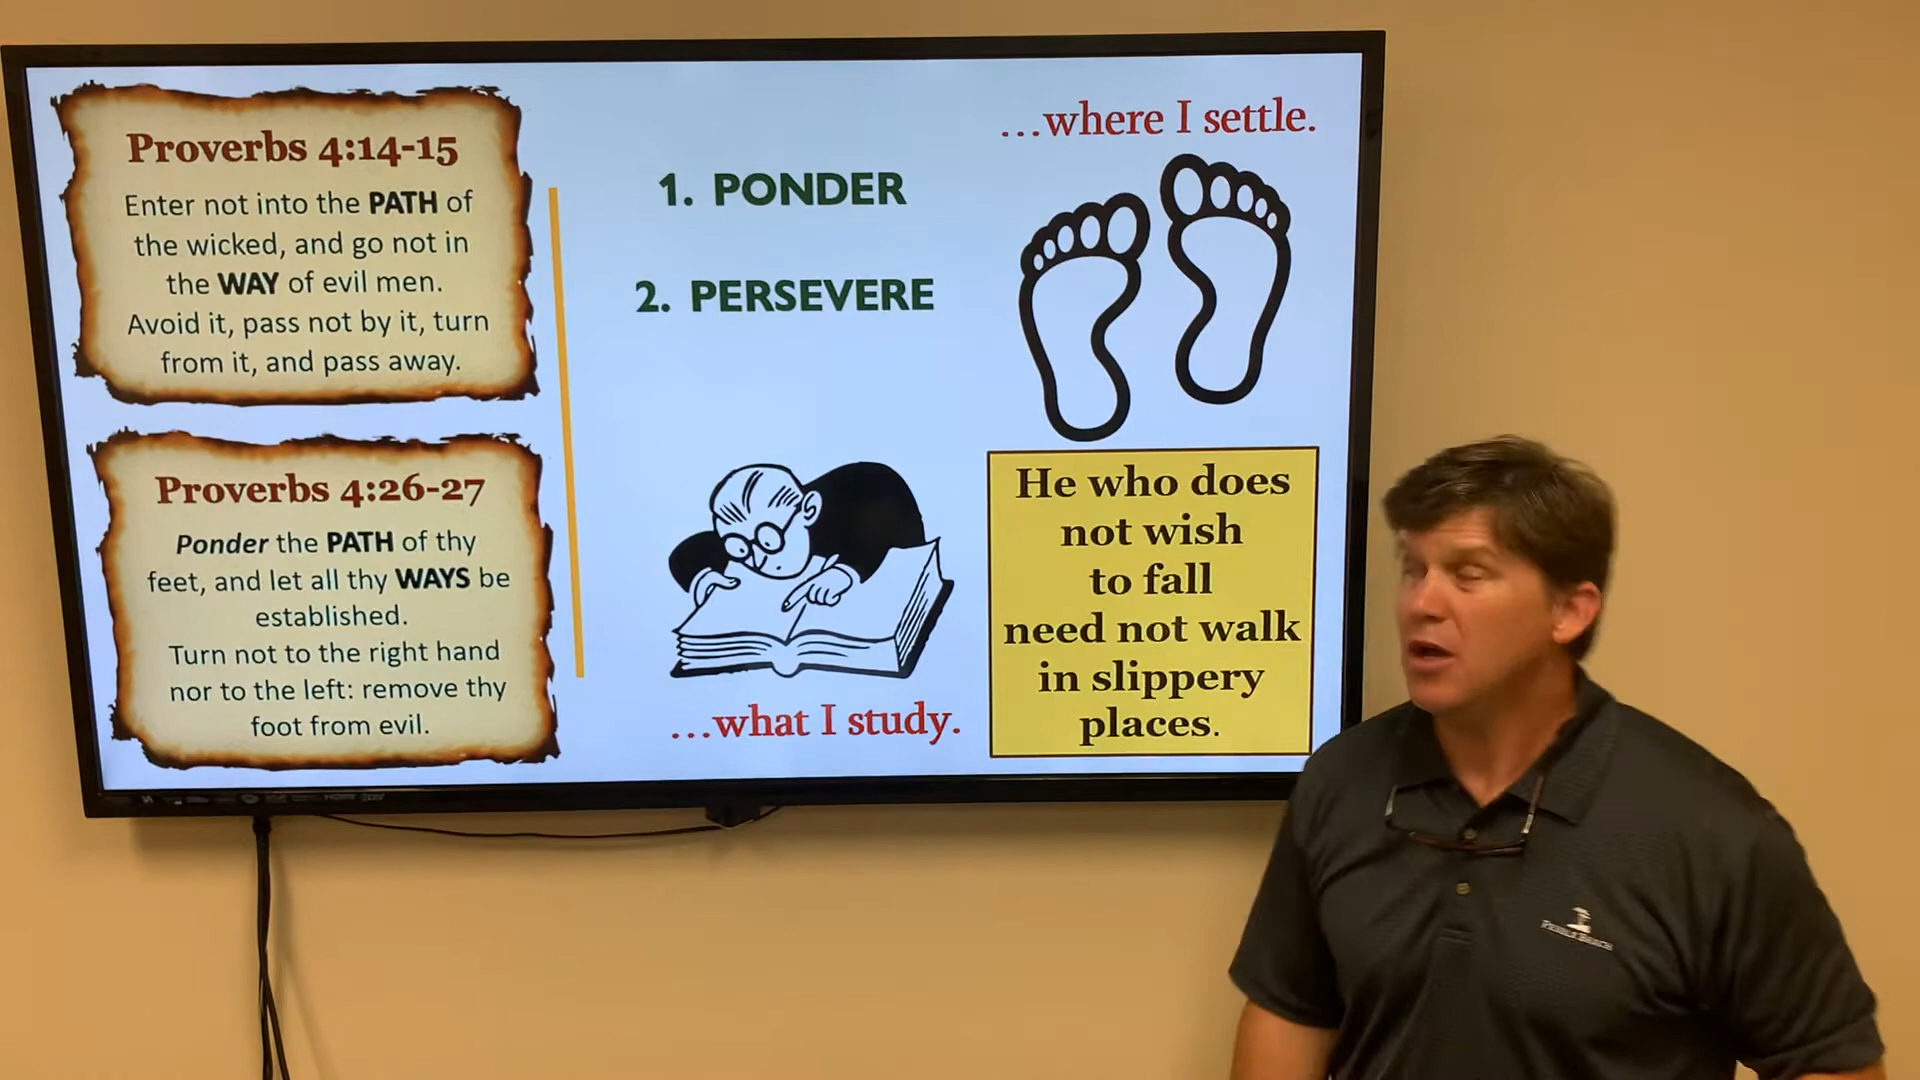 Proverbs 4:14-15
Enter not into the PATH of
the wicked, and go not in
the WAY of evil men.
Avoid it, pass not by it, turn
from it, and pass away.
Proverbs 4:26-27
Ponder the PATH of thy
feet, and let all thy WAYS be
established.
Turn not to the right hand
nor to the left: remove thy
foot from evil.
1. PONDER
2. PERSEVERE
...what I study.
...where I settle.
He who does
not wish
to fall
need not walk
in slippery
places.
PEBBLE BEACH